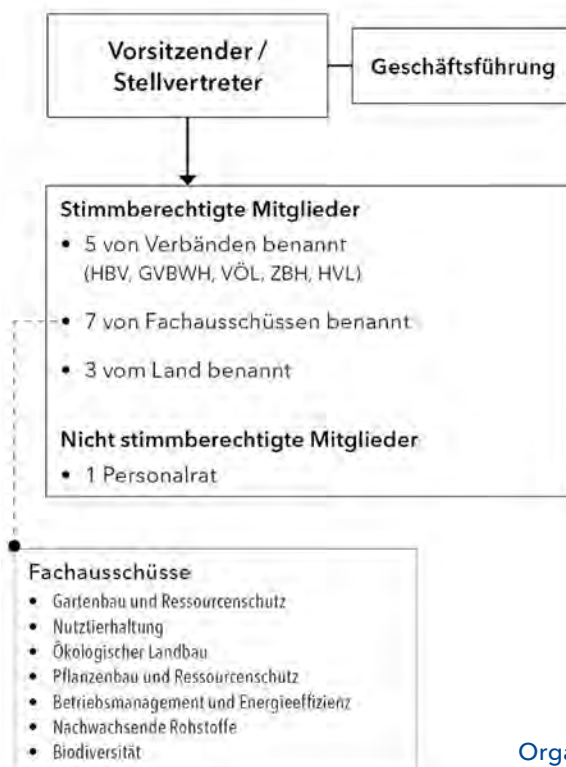 Vorsitzender /
Stellvertreter
Geschäftsführung
Stimmberechtigte Mitglieder
• 5 von Verbänden benannt
(HBV, GVBWH, VÖL, ZBH, HVL)
• 7 von Fachausschüssen benannt
• 3 vom Land benannt
Nicht stimmberechtigte Mitglieder
• 1 Personalrat
Fachausschüsse
• Gartenbau und Ressourcenschutz
• Nutztierhaltung
• Ökologischer Landbau
• Pflanzenbau und Ressourcenschutz
• Betriebsmanagement und Energieeffizienz
• Nachwachsende Rohstoffe
• Biodiversität
Orga